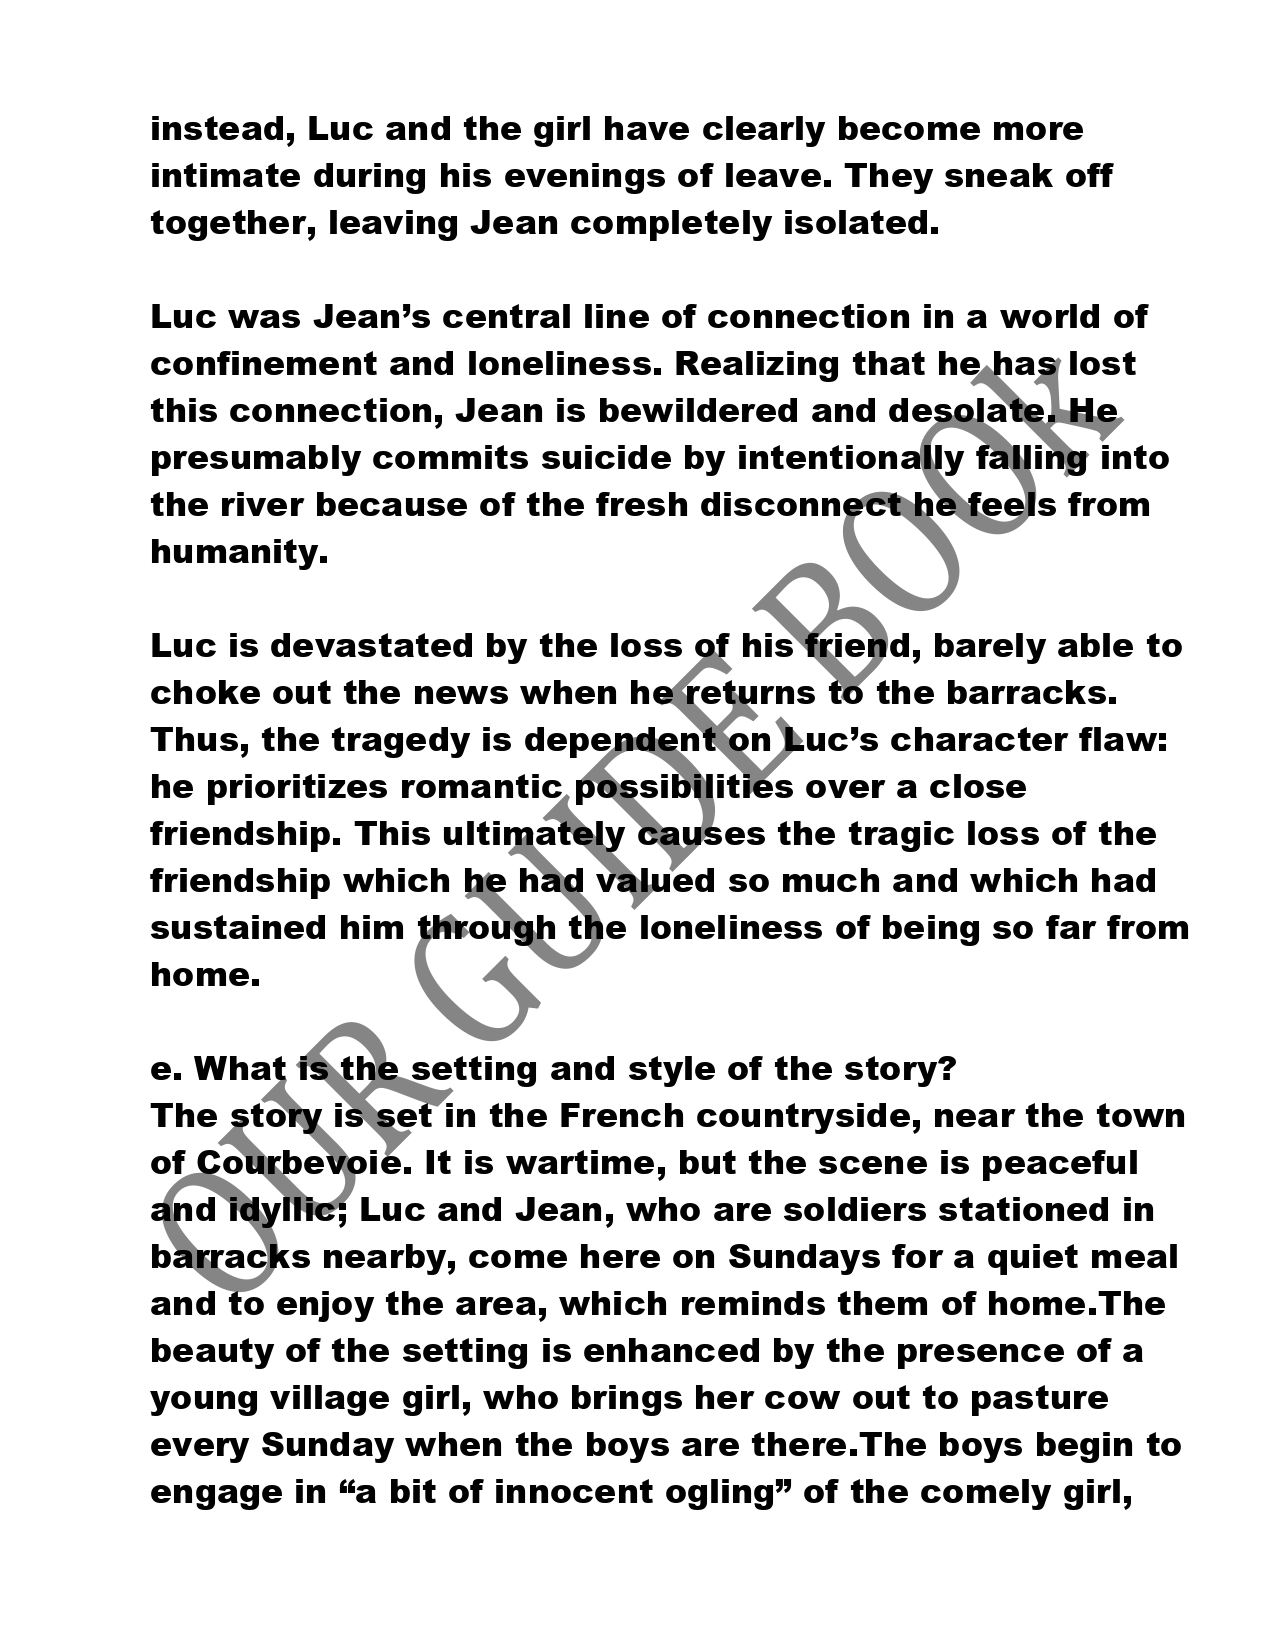 instead, Luc and the girl have clearly become more
intimate during his evenings of leave. They sneak off
together, leaving Jean completely isolated.
Luc was Jean’s central line of connection in a world of
confinement and loneliness. Realizing that he has lost
this connection, Jean is bewildered and desolate. He
presumably commits suicide by intentionally falling into
the river because of the fresh disconnect he feels from
humanity.
Luc is devastated by the loss of his friend, barely able to
choke out the news when he returns to the barracks.
Thus, the tragedy is dependent on Luc’s character flaw:
he prioritizes romantic possibilities over a close
friendship. This ultimately causes the tragic loss of the
friendship which he had valued so much and which had
sustained him through the loneliness of being so far from
home.
e. What is the setting and style of the story?
The story is set in the French countryside, near the town
of Courbevoie. It is wartime, but the scene is peaceful
and idyllic; Luc and Jean, who are soldiers stationed in
barracks nearby, come here on Sundays for a quiet meal
and to enjoy the area, which reminds them of home.The
beauty of the setting is enhanced by the presence of a
young village girl, who brings her cow out to pasture
every Sunday when the boys are there.The boys begin to
engage in “a bit of innocent ogling” of the comely girl,
OUR GUIDE BOOk